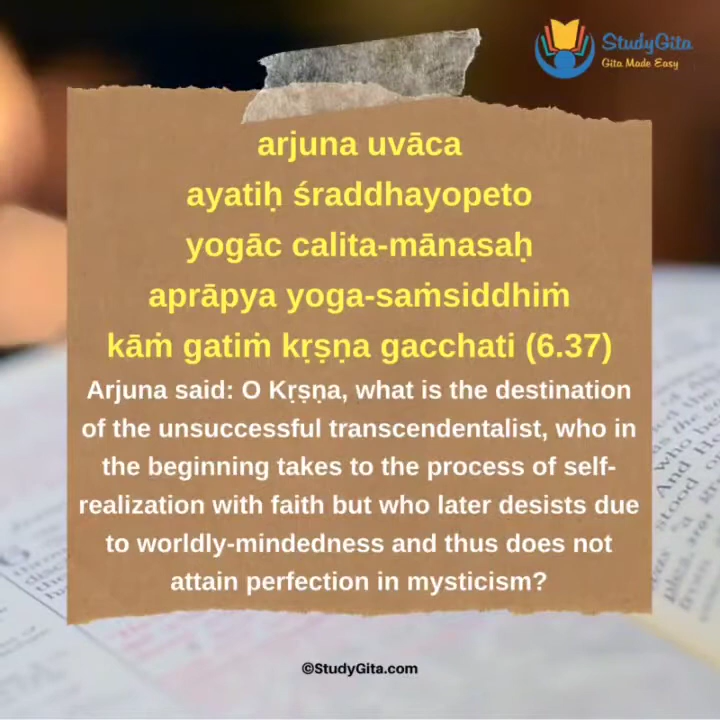 StudyGita
Gita Made Easy
arjuna uvāca
ayatiḥ śraddhayopeto
yogāc calita-mānasaḥ
aprāpya yoga-saṁsiddhiṁ
kāṁ gatiṁ kṛṣṇa gacchati (6.37)
Arjuna said: O Kṛṣṇa, what is the destination
of the unsuccessful transcendentalist, who in
the beginning takes to the process of self-
realization with faith but who later desists due
to worldly-mindedness and thus does not
attain perfection in mysticism?
©StudyGita.com